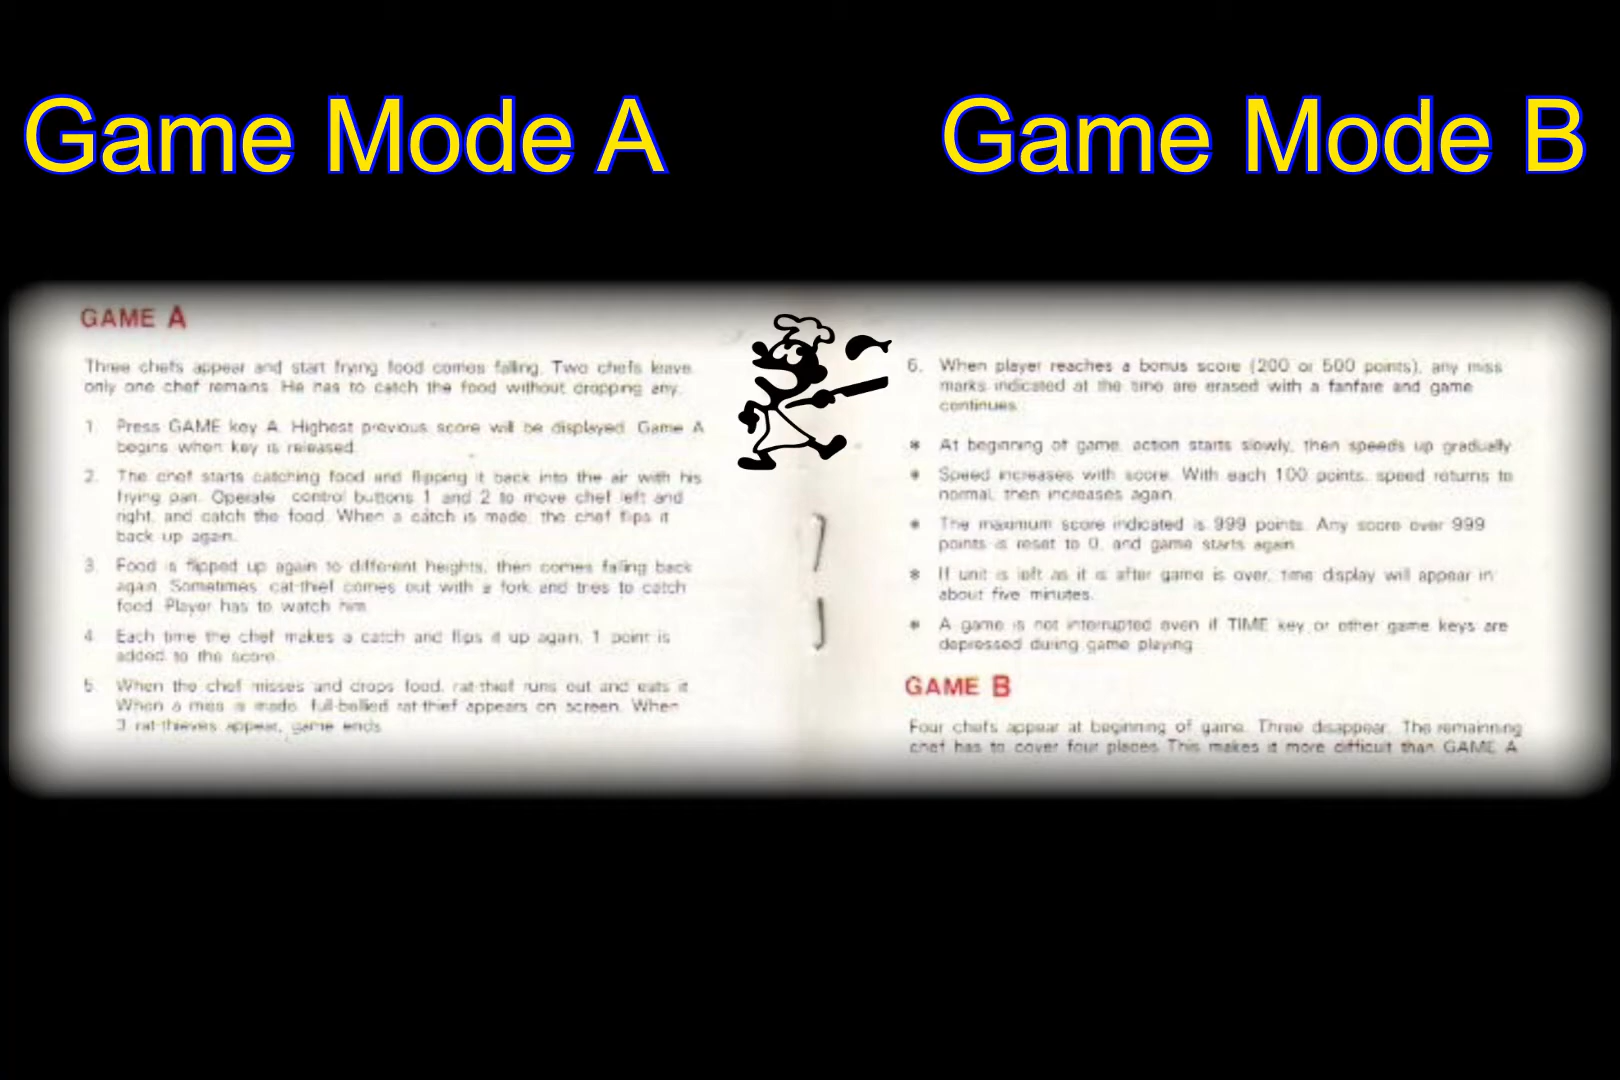 Game Mode A
Game Mode B
GAME A
Three chefs appear and start frying food comes falling. Two chefs leave
only one chef remains. He has to catch the food without dropping any.
1. Press GAME key A. Highest previous score will be displayed. Game A
begins when key is released.
2. The chef starts catching food and flipping it back into the air with his
frying pan. Operate control buttons 1 and 2 to move chef left and
right, and catch the food. When a catch is made, the chef flips it
back up again.
3. Food is flipped up again to different heights, then comes falling back
again. Sometimes, cat-thief comes out with a fork and tries to catch
food. Player has to watch him.
4. Each time the chef makes a catch and flips it up again, 1 point is
added to the score.
5. When the chef misses and drops food, rat-thief runs out and eats it.
When a miss is made, full-bellied rat-thief appears on screen. When
3 rat-thieves appear, game ends.
6. When player reaches a bonus score (200 or 500 points), any miss
marks indicated at the time are erased with a fanfare and game
continues.
* At beginning of game, action starts slowly, then speeds up gradually.
* Speed increases with score. With each 100 points, speed returns to
normal, then increases again.
* The maximum score indicated is 999 points. Any score over 999
points is reset to 0, and game starts again.
* If unit is left as it is after game is over, time display will appear in
about five minutes.
* A game is not interrupted even if TIME key or other game keys are
depressed during game playing.
GAME B
Four chefs appear at beginning of game. Three disappear. The remaining
chef has to cover four places. This makes it more difficult than GAME A.